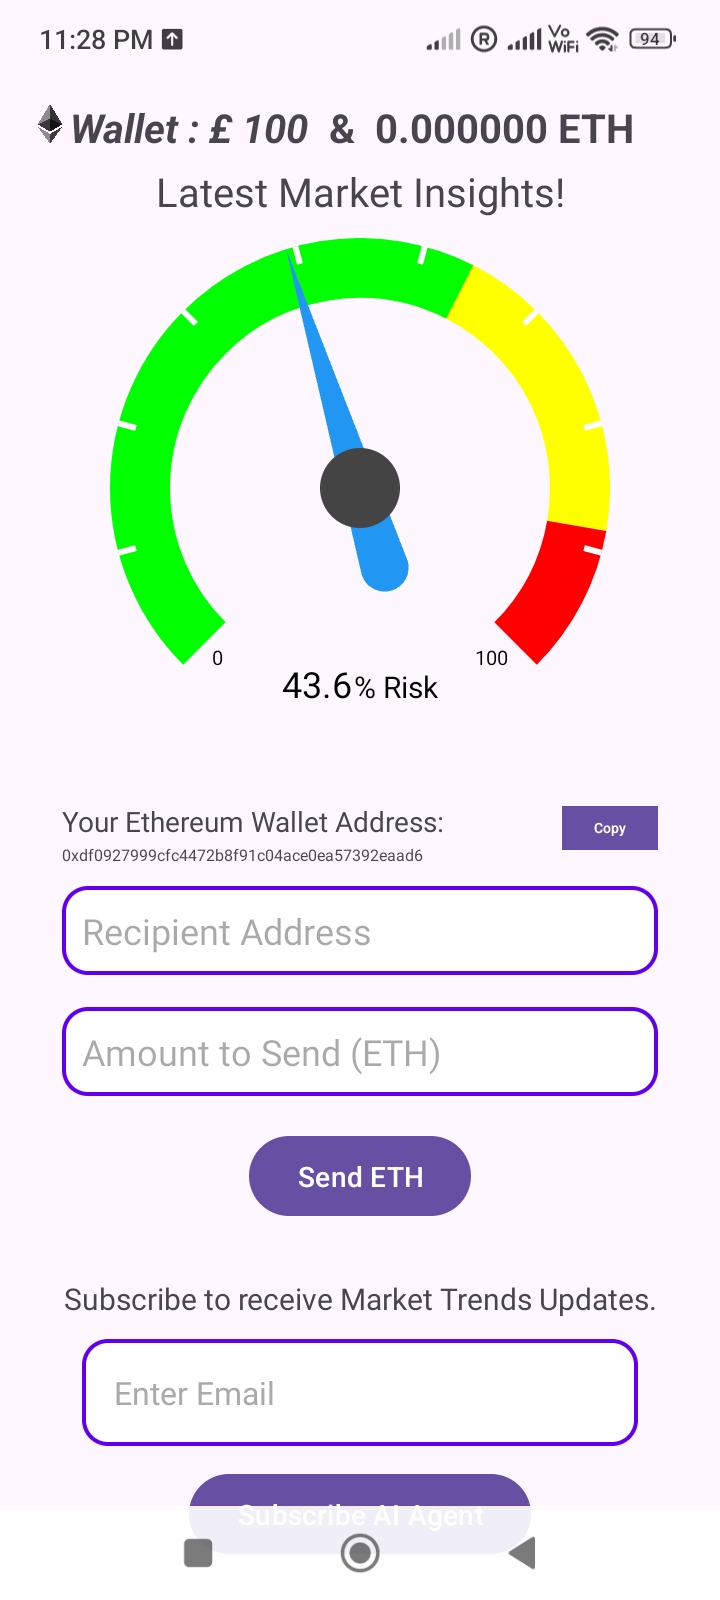 11:28 PM R Vo WiFi 94
Wallet : £ 100 & 0.000000 ETH
Latest Market Insights!
0 100
43.6% Risk
Your Ethereum Wallet Address: Copy
0xdf0927999cfc4472b8f91c04ace0ea57392eaad6
Recipient Address
Amount to Send (ETH)
Send ETH
Subscribe to receive Market Trends Updates.
Enter Email
Subscribe AI Agent